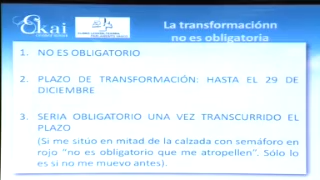 Ekai
La transformaciónn
no es obligatoria
1. NO ES OBLIGATORIO
2. PLAZO DE TRANSFORMACIÓN: HASTA EL 29 DE
DICIEMBRE
3. SERIA OBLIGATORIO UNA VEZ TRANSCURRIDO EL
PLAZO
(Si me sitúo en mitad de la calzada con semáforo en
rojo "no es obligatorio que me atropellen". Sólo lo
es si no me muevo antes).